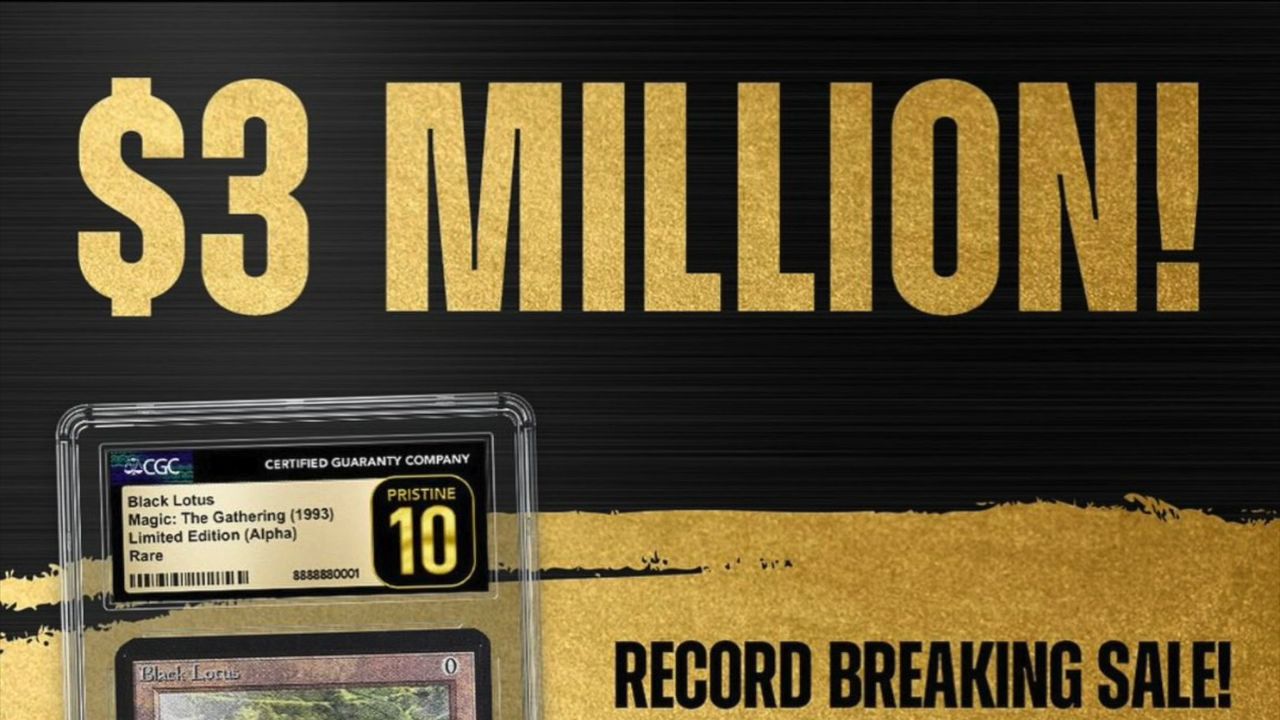 $3 MILLION!
CGC
CERTIFIED GUARANTY COMPANY
Black Lotus
Magic: The Gathering (1993)
Limited Edition (Alpha)
Rare
8888880001
PRISTINE
10
Black Lotus
0
RECORD BREAKING SALE!